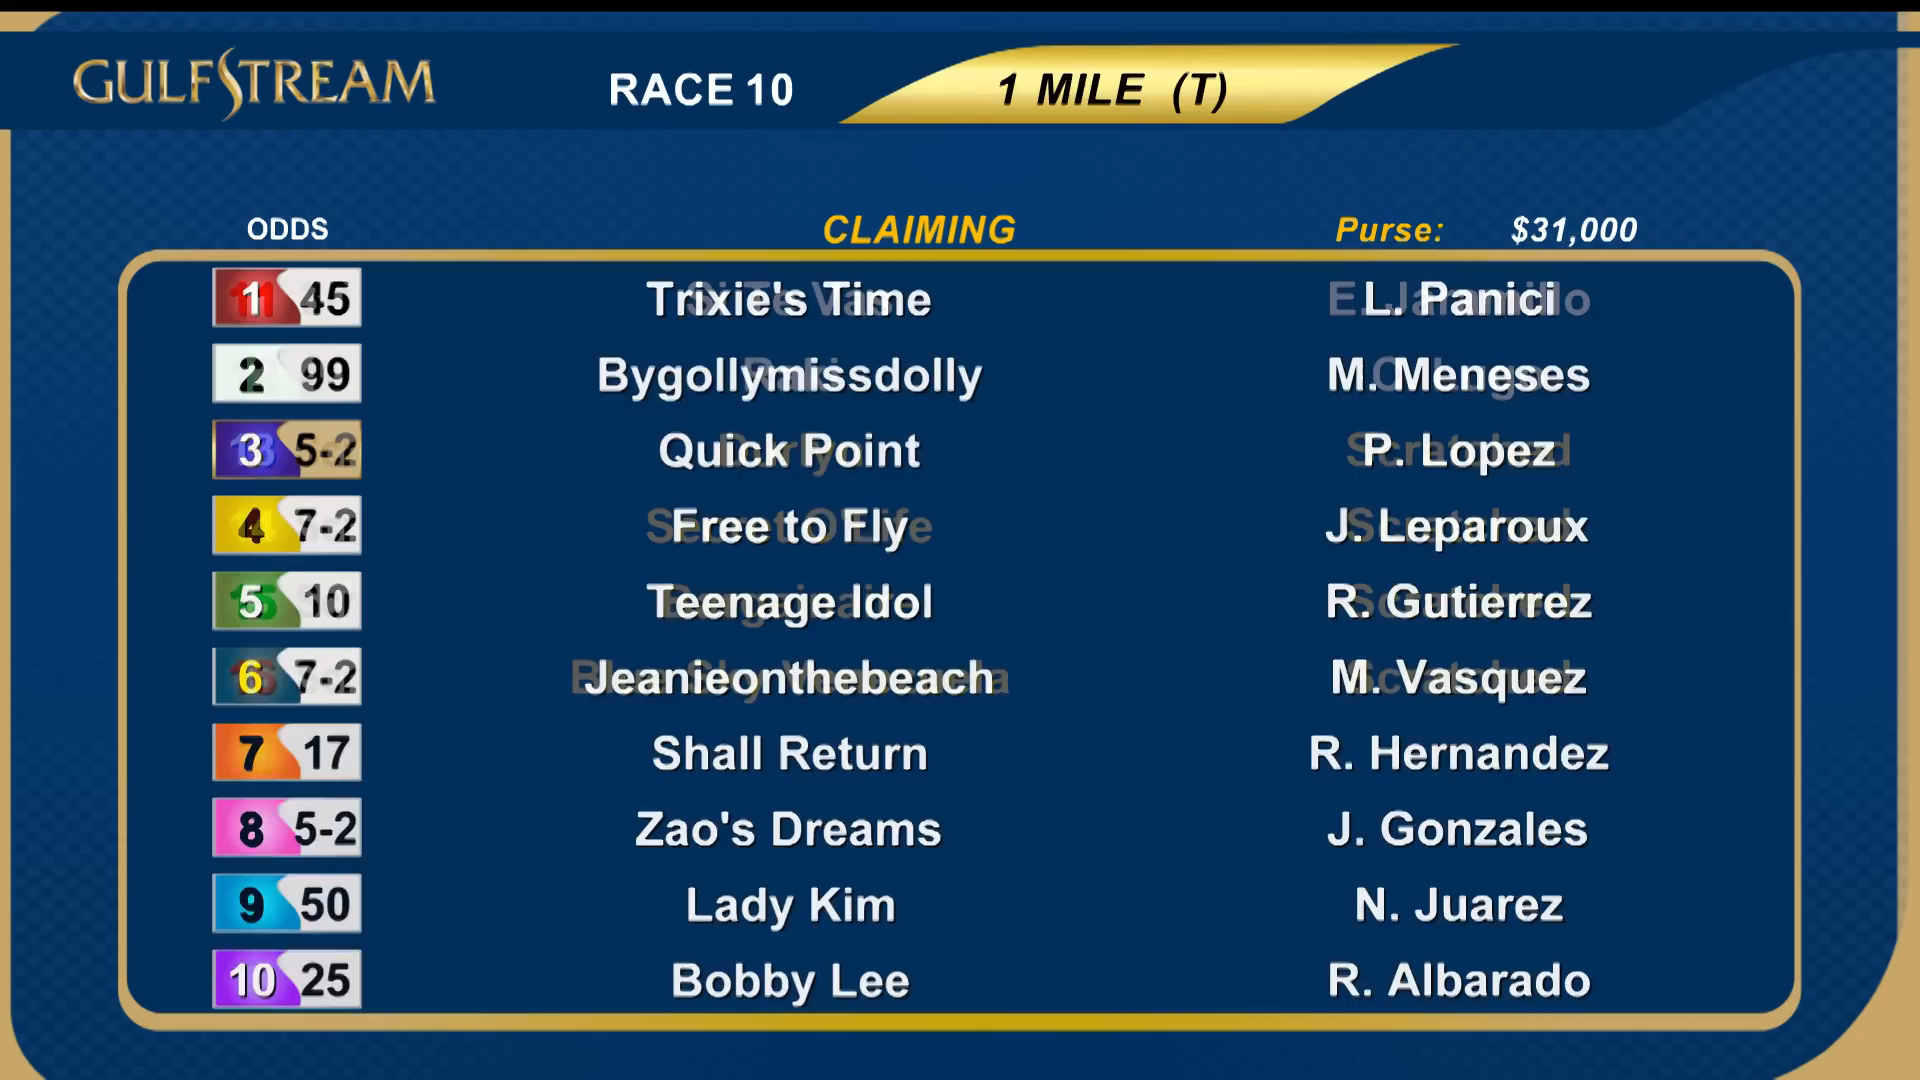 GULFSTREAM RACE 10 1 MILE (T)
ODDS CLAIMING Purse: $31,000
1 45 Trixie's Time L. Panici
2 99 Bygollymissdolly M. Meneses
3 5-2 Quick Point P. Lopez
4 7-2 Free to Fly J. Leparoux
5 10 Teenage Idol R. Gutierrez
6 7-2 Jeanieonthebeach M. Vasquez
7 17 Shall Return R. Hernandez
8 5-2 Zao's Dreams J. Gonzales
9 50 Lady Kim N. Juarez
10 25 Bobby Lee R. Albarado